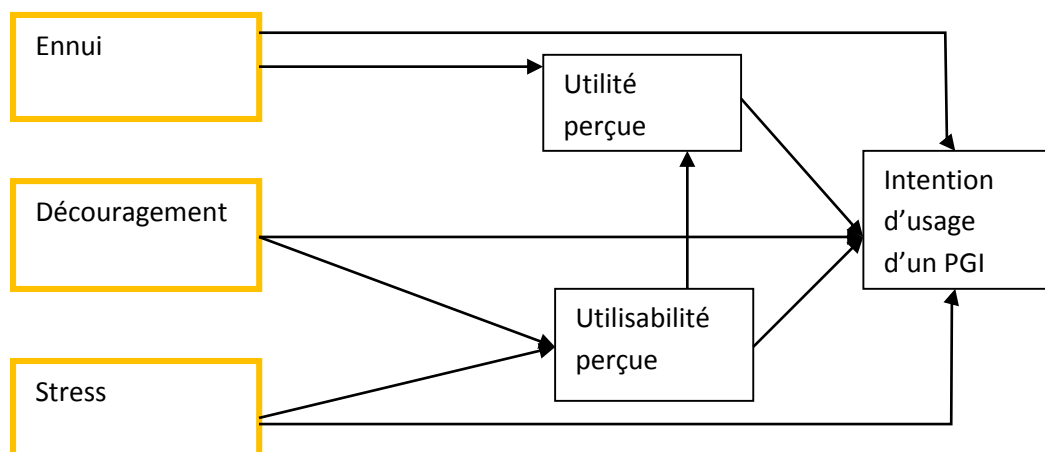 Ennui
Utilité
perçue
Découragement
Intention
d’usage
d’un PGI
Utilisabilité
perçue
Stress